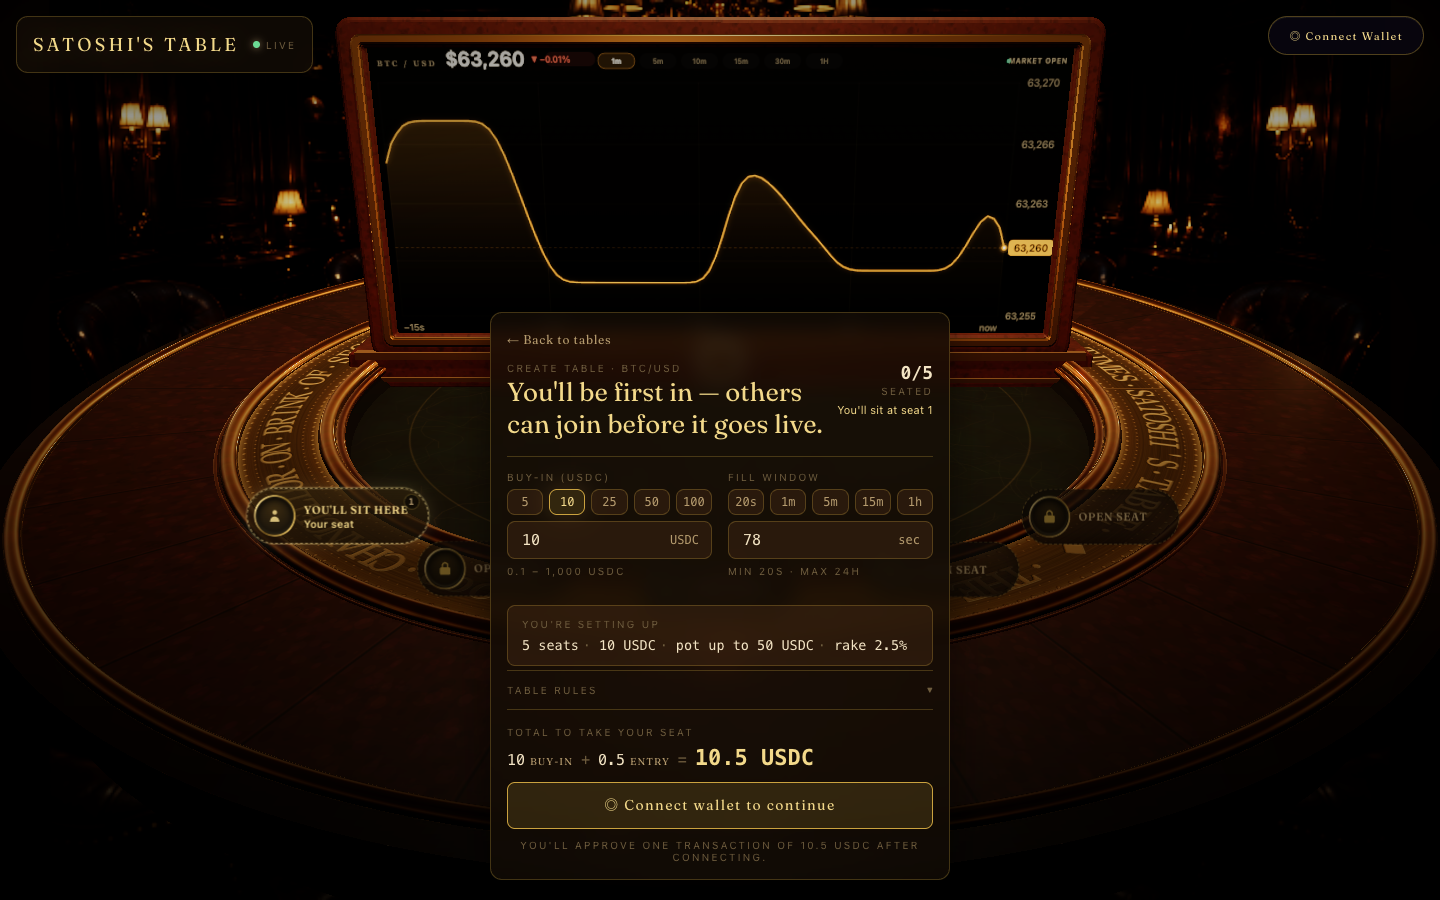 SATOSHI'S TABLE
LIVE
◎ Connect Wallet
BTC / USD $63,260 ▼ −0.01% 1m 5m 10m 15m 30m 1H
MARKET OPEN
63,270
63,266
63,263
63,260
63,255
−15s
now
← Back to tables
CREATE TABLE · BTC/USD
You'll be first in — others
can join before it goes live.
0/5
SEATED
You'll sit at seat 1
BUY-IN (USDC)
5 10 25 50 100
10 USDC
0.1 – 1,000 USDC
FILL WINDOW
20s 1m 5m 15m 1h
78 sec
MIN 20S · MAX 24H
YOU'RE SETTING UP
5 seats · 10 USDC · pot up to 50 USDC · rake 2.5%
TABLE RULES ▾
TOTAL TO TAKE YOUR SEAT
10 BUY-IN + 0.5 ENTRY = 10.5 USDC
◎ Connect wallet to continue
YOU'LL APPROVE ONE TRANSACTION OF 10.5 USDC AFTER
CONNECTING.
YOU'LL SIT HERE
1
Your seat
OPEN SEAT
SEAT
BRINK · OF
SATOSHI'S